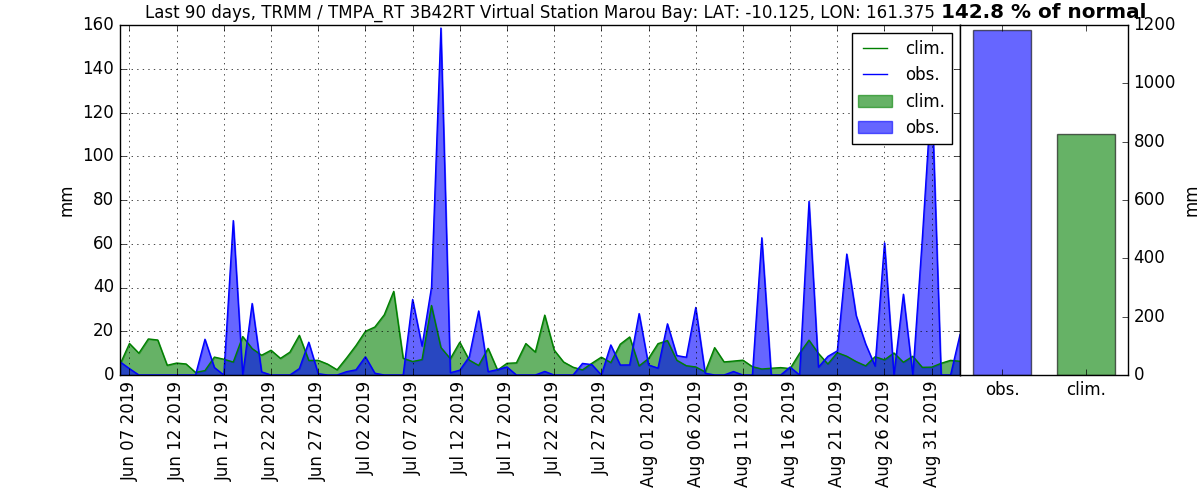 Last 90 days, TRMM / TMPA_RT 3B42RT Virtual Station Marou Bay: LAT: -10.125, LON: 161.375 142.8 % of normal
160
140
120
100
80
60
40
20
0
mm
clim.
obs.
clim.
obs.
Jun 07 2019
Jun 12 2019
Jun 17 2019
Jun 22 2019
Jun 27 2019
Jul 02 2019
Jul 07 2019
Jul 12 2019
Jul 17 2019
Jul 22 2019
Jul 27 2019
Aug 01 2019
Aug 06 2019
Aug 11 2019
Aug 16 2019
Aug 21 2019
Aug 26 2019
Aug 31 2019
1200
1000
800
600
400
200
0
mm
obs. clim.